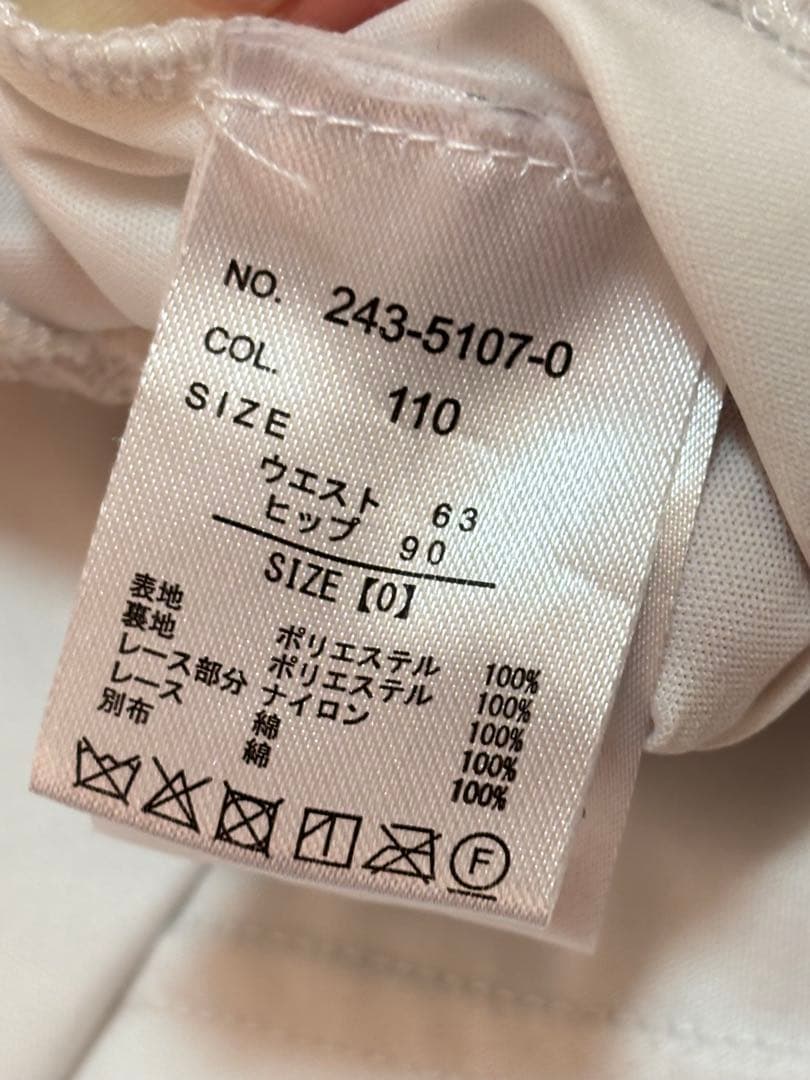 NO. 243-5107-0
COL. 110
SIZE
ウエスト 63
ヒップ 90
SIZE【0】
表地 ポリエステル 100%
裏地 ポリエステル 100%
レース部分 ナイロン 100%
レース 綿 100%
別布 綿 100%
F